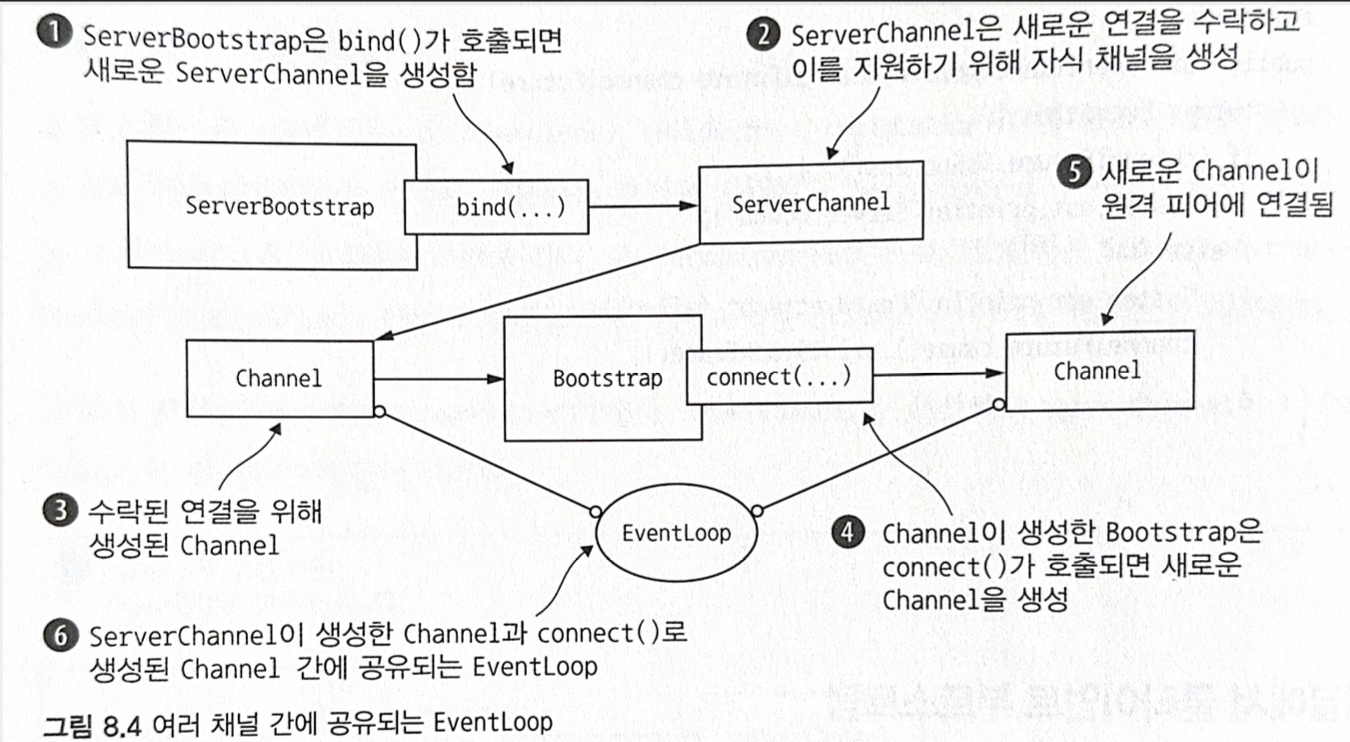 1 ServerBootstrap은 bind()가 호출되면
새로운 ServerChannel을 생성함
2 ServerChannel은 새로운 연결을 수락하고
이를 지원하기 위해 자식 채널을 생성
ServerBootstrap
bind(...)
ServerChannel
5 새로운 Channel이
원격 피어에 연결됨
Channel
Bootstrap
connect(...)
Channel
3 수락된 연결을 위해
생성된 Channel
EventLoop
4 Channel이 생성한 Bootstrap은
connect()가 호출되면 새로운
Channel을 생성
6 ServerChannel이 생성한 Channel과 connect()로
생성된 Channel 간에 공유되는 EventLoop
그림 8.4 여러 채널 간에 공유되는 EventLoop